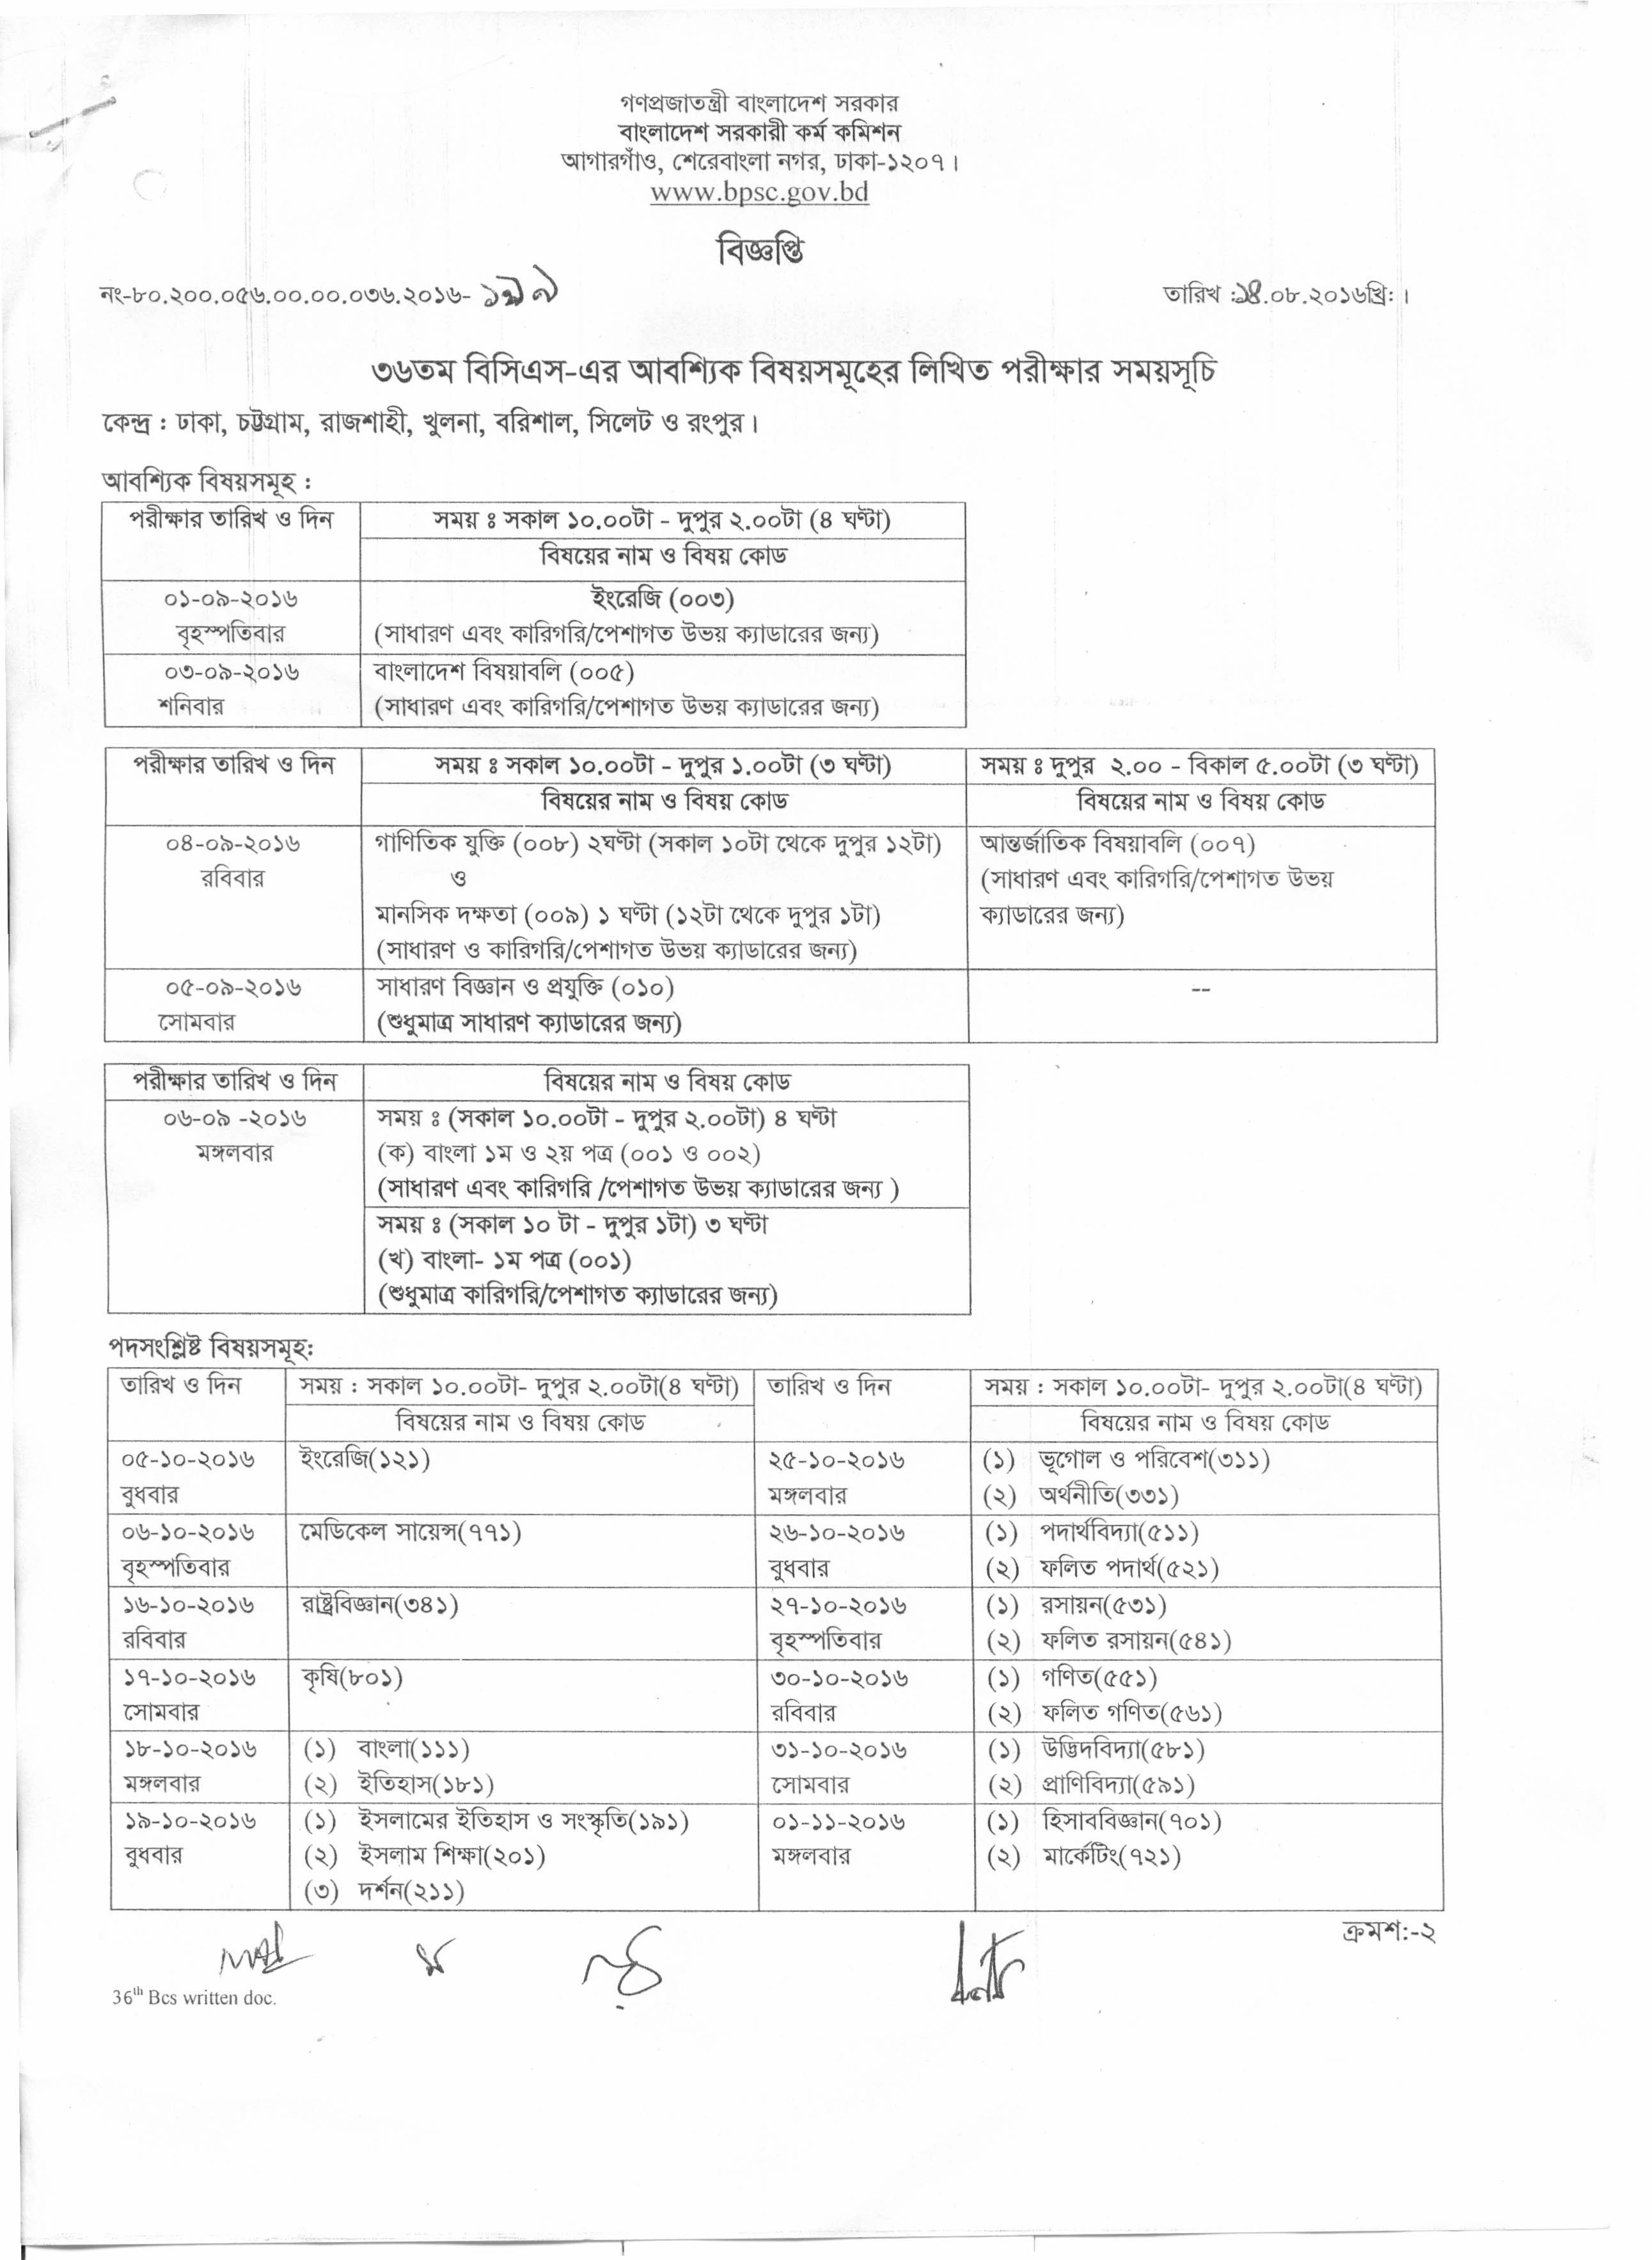 গণপ্রজাতন্ত্রী বাংলাদেশ সরকার
বাংলাদেশ সরকারী কর্ম কমিশন
আগারগাঁও, শেরেবাংলা নগর, ঢাকা-১২০৭।
www.bpsc.gov.bd
বিজ্ঞপ্তি
নং-৮০.২০০.০৫৬.০০.০০.০৩৬.২০১৬-
তারিখ :১৪.০৮.২০১৬খ্রি:।
৩৬তম বিসিএস-এর আবশ্যিক বিষয়সমূহের লিখিত পরীক্ষার সময়সূচি
কেন্দ্র : ঢাকা, চট্টগ্রাম, রাজশাহী, খুলনা, বরিশাল, সিলেট ও রংপুর।
আবশ্যিক বিষয়সমূহ :
পরীক্ষার তারিখ ও দিন সময় ঃ সকাল ১০.০০টা - দুপুর ২.০০টা (৪ ঘণ্টা)
বিষয়ের নাম ও বিষয় কোড
০১-০৯-২০১৬ ইংরেজি (০০৩)
বৃহস্পতিবার (সাধারণ এবং কারিগরি/পেশাগত উভয় ক্যাডারের জন্য)
০৩-০৯-২০১৬ বাংলাদেশ বিষয়াবলি (০০৫)
শনিবার (সাধারণ এবং কারিগরি/পেশাগত উভয় ক্যাডারের জন্য)
পরীক্ষার তারিখ ও দিন সময় ঃ সকাল ১০.০০টা - দুপুর ১.০০টা (৩ ঘণ্টা) সময় ঃ দুপুর ২.০০ - বিকাল ৫.০০টা (৩ ঘণ্টা)
বিষয়ের নাম ও বিষয় কোড বিষয়ের নাম ও বিষয় কোড
০৪-০৯-২০১৬ গাণিতিক যুক্তি (০০৮) ২ঘণ্টা (সকাল ১০টা থেকে দুপুর ১২টা) আন্তর্জাতিক বিষয়াবলি (০০৭)
রবিবার ও (সাধারণ এবং কারিগরি/পেশাগত উভয়
মানসিক দক্ষতা (০০৯) ১ ঘণ্টা (১২টা থেকে দুপুর ১টা) ক্যাডারের জন্য)
(সাধারণ ও কারিগরি/পেশাগত উভয় ক্যাডারের জন্য)
০৫-০৯-২০১৬ সাধারণ বিজ্ঞান ও প্রযুক্তি (০১০) --
সোমবার (শুধুমাত্র সাধারণ ক্যাডারের জন্য)
পরীক্ষার তারিখ ও দিন বিষয়ের নাম ও বিষয় কোড
০৬-০৯ -২০১৬ সময় ঃ (সকাল ১০.০০টা - দুপুর ২.০০টা) ৪ ঘণ্টা
মঙ্গলবার (ক) বাংলা ১ম ও ২য় পত্র (০০১ ও ০০২)
(সাধারণ এবং কারিগরি /পেশাগত উভয় ক্যাডারের জন্য )
সময় ঃ (সকাল ১০ টা - দুপুর ১টা) ৩ ঘণ্টা
(খ) বাংলা- ১ম পত্র (০০১)
(শুধুমাত্র কারিগরি/পেশাগত ক্যাডারের জন্য)
পদসংশ্লিষ্ট বিষয়সমূহ:
তারিখ ও দিন সময় : সকাল ১০.০০টা- দুপুর ২.০০টা(৪ ঘণ্টা) তারিখ ও দিন সময় : সকাল ১০.০০টা- দুপুর ২.০০টা(৪ ঘণ্টা)
বিষয়ের নাম ও বিষয় কোড বিষয়ের নাম ও বিষয় কোড
০৫-১০-২০১৬ ইংরেজি(১২১) ২৫-১০-২০১৬ (১) ভূগোল ও পরিবেশ(৩১১)
বুধবার মঙ্গলবার (২) অর্থনীতি(৩৩১)
০৬-১০-২০১৬ মেডিকেল সায়েন্স(৭৭১) ২৬-১০-২০১৬ (১) পদার্থবিদ্যা(৫১১)
বৃহস্পতিবার বুধবার (২) ফলিত পদার্থ(৫২১)
১৬-১০-২০১৬ রাষ্ট্রবিজ্ঞান(৩৪১) ২৭-১০-২০১৬ (১) রসায়ন(৫৩১)
রবিবার বৃহস্পতিবার (২) ফলিত রসায়ন(৫৪১)
১৭-১০-২০১৬ কৃষি(৮০১) ৩০-১০-২০১৬ (১) গণিত(৫৫১)
সোমবার রবিবার (২) ফলিত গণিত(৫৬১)
১৮-১০-২০১৬ (১) বাংলা(১১১) ৩১-১০-২০১৬ (১) উদ্ভিদবিদ্যা(৫৮১)
মঙ্গলবার (২) ইতিহাস(১৮১) সোমবার (২) প্রাণিবিদ্যা(৫৯১)
১৯-১০-২০১৬ (১) ইসলামের ইতিহাস ও সংস্কৃতি(১৯১) ০১-১১-২০১৬ (১) হিসাববিজ্ঞান(৭০১)
বুধবার (২) ইসলাম শিক্ষা(২০১) মঙ্গলবার (২) মার্কেটিং(৭২১)
(৩) দর্শন(২১১)
ক্রমশ:-২
36th Bcs written doc.